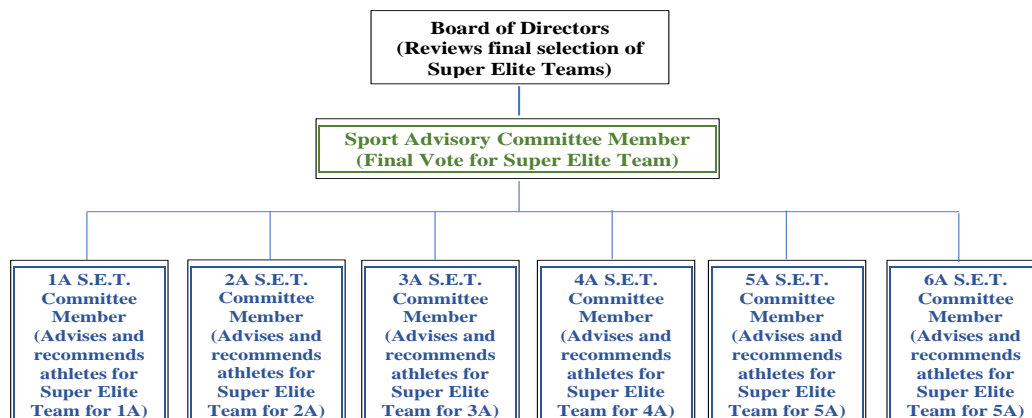 Board of Directors
(Reviews final selection of
Super Elite Teams)
Sport Advisory Committee Member
(Final Vote for Super Elite Team)
1A S.E.T.
Committee
Member
(Advises and
recommends
athletes for
Super Elite
Team for 1A)
2A S.E.T.
Committee
Member
(Advises and
recommends
athletes for
Super Elite
Team for 2A)
3A S.E.T.
Committee
Member
(Advises and
recommends
athletes for
Super Elite
Team for 3A)
4A S.E.T.
Committee
Member
(Advises and
recommends
athletes for
Super Elite
Team for 4A)
5A S.E.T.
Committee
Member
(Advises and
recommends
athletes for
Super Elite
Team for 5A)
6A S.E.T.
Committee
Member
(Advises and
recommends
athletes for
Super Elite
Team for 5A)